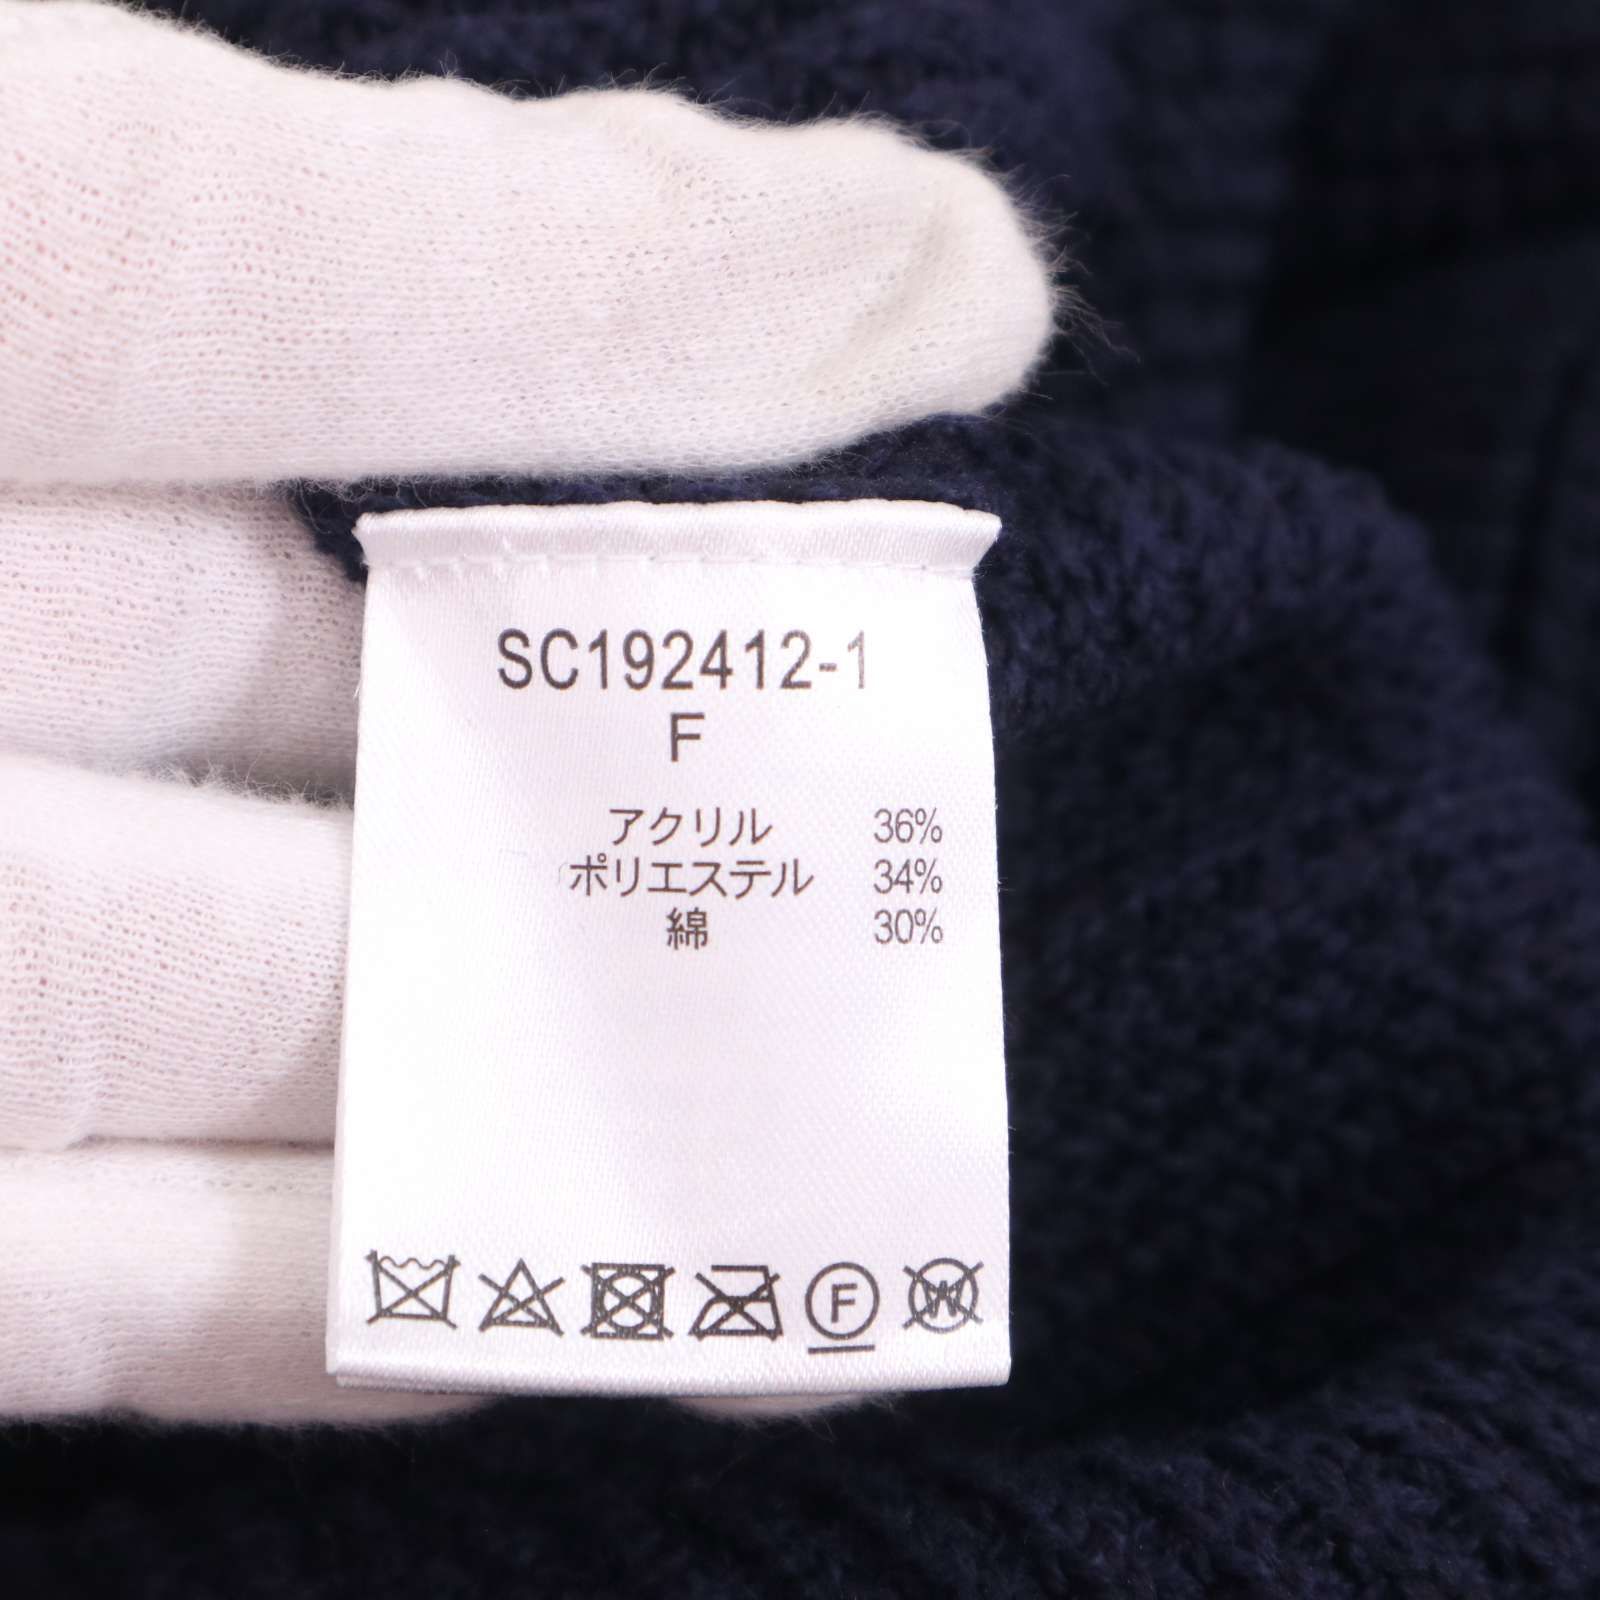 SC192412-1
F
アクリル 36%
ポリエステル 34%
綿 30%
F W